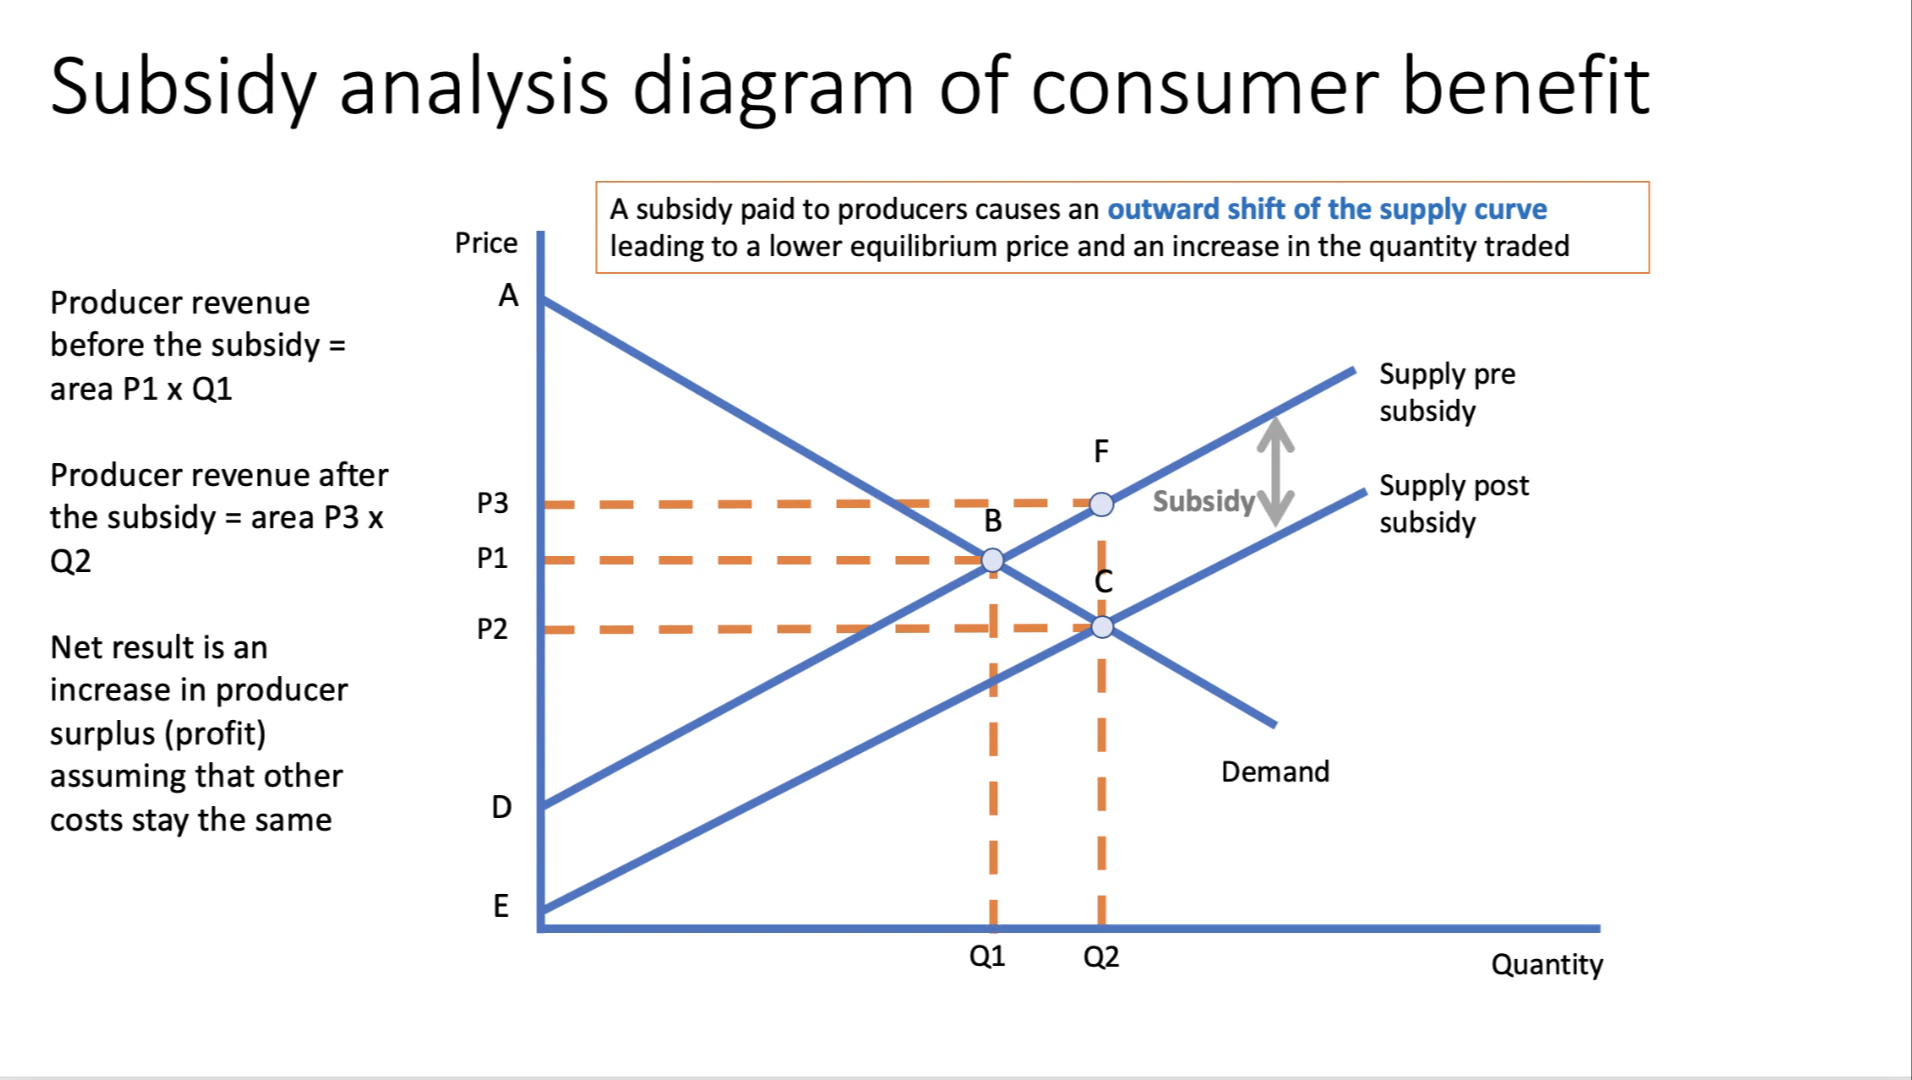 Subsidy analysis diagram of consumer benefit
A subsidy paid to producers causes an outward shift of the supply curve
leading to a lower equilibrium price and an increase in the quantity traded
Producer revenue
before the subsidy =
area P1 x Q1
Producer revenue after
the subsidy = area P3 x
Q2
Net result is an
increase in producer
surplus (profit)
assuming that other
costs stay the same
Price
A
Supply pre
subsidy
F
P3
B
Subsidy
Supply post
subsidy
P1
C
P2
Demand
D
E
Q1
Q2
Quantity